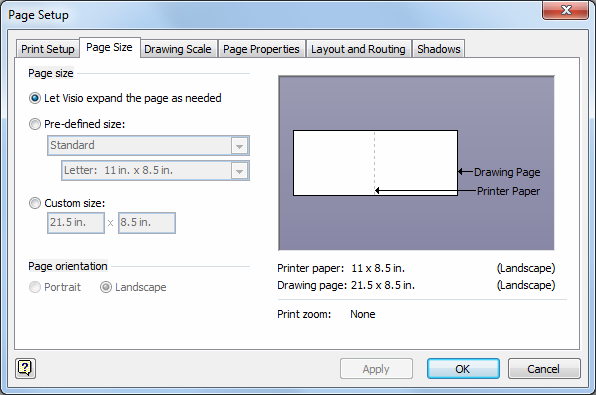 Page Setup
Print Setup Page Size Drawing Scale Page Properties Layout and Routing Shadows
Page size
Let Visio expand the page as needed
Pre-defined size:
Standard
Letter: 11 in. x 8.5 in.
Custom size:
21.5 in. x 8.5 in.
Page orientation
Portrait Landscape
Drawing Page
Printer Paper
Printer paper: 11 x 8.5 in. (Landscape)
Drawing page: 21.5 x 8.5 in. (Landscape)
Print zoom: None
? Apply OK Cancel